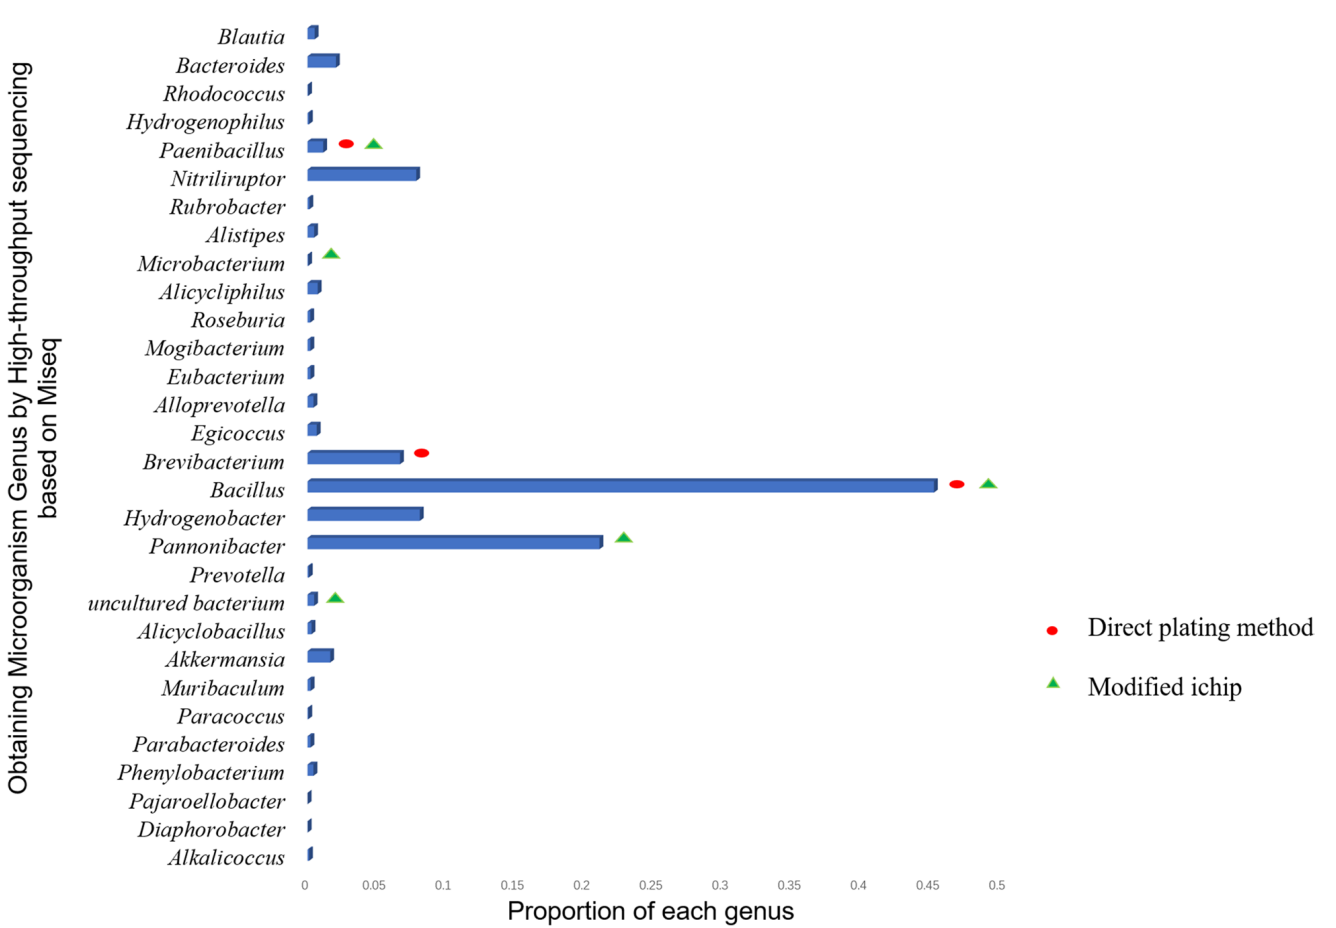 Obtaining Microorganism Genus by High-throughput sequencing
based on Miseq
Blautia
Bacteroides
Rhodococcus
Hydrogenophilus
Paenibacillus
Nitriliruptor
Rubrobacter
Alistipes
Microbacterium
Alicycliphilus
Roseburia
Mogibacterium
Eubacterium
Alloprevotella
Egicoccus
Brevibacterium
Bacillus
Hydrogenobacter
Pannonibacter
Prevotella
uncultured bacterium
Alicyclobacillus
Akkermansia
Muribaculum
Paracoccus
Parabacteroides
Phenylobacterium
Pajaroellobacter
Diaphorobacter
Alkalicoccus
0 0.05 0.1 0.15 0.2 0.25 0.3 0.35 0.4 0.45 0.5
Proportion of each genus
Direct plating method
Modified ichip